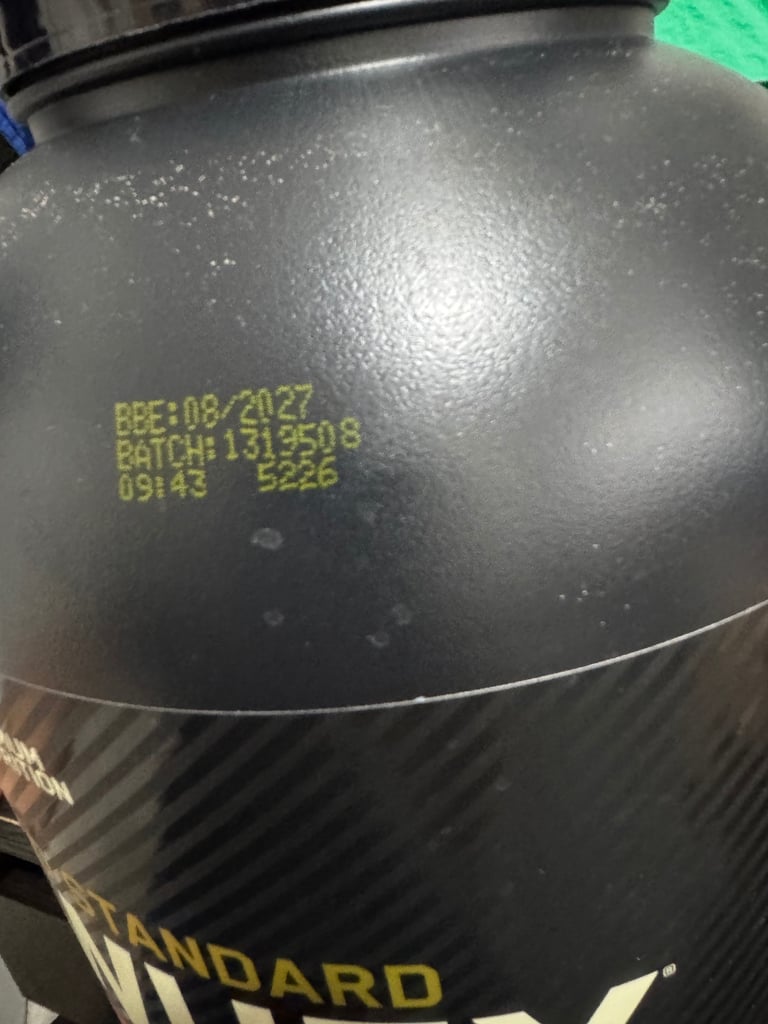 BBE:08/2027
BATCH:1319508
09:43 5226
STANDARD
®